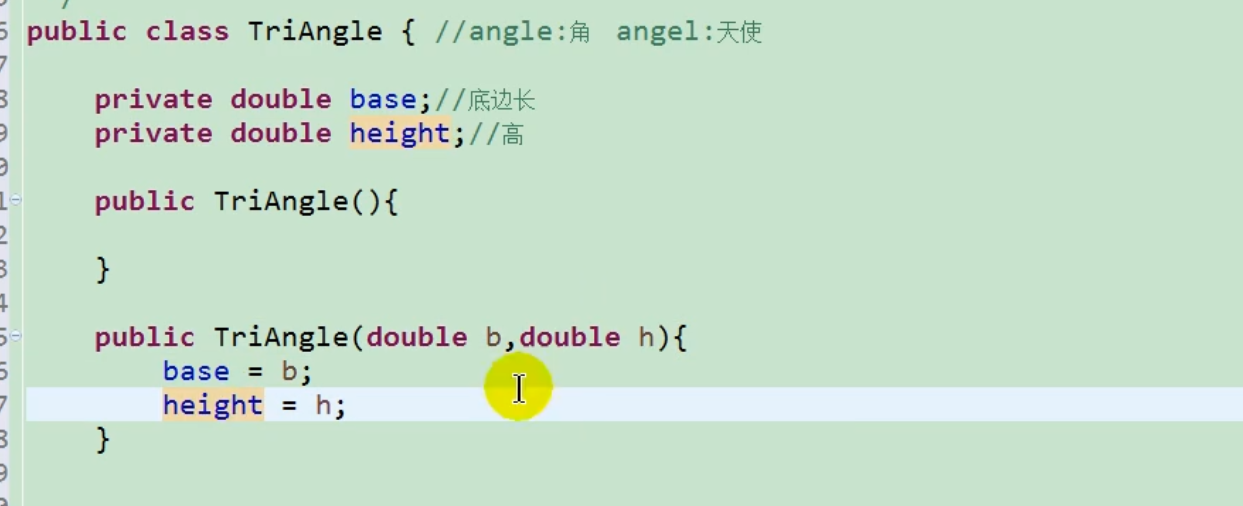 public class TriAngle { //angle:角 angel:天使
private double base;//底边长
private double height;//高
public TriAngle(){
}
public TriAngle(double b,double h){
base = b;
height = h;
}